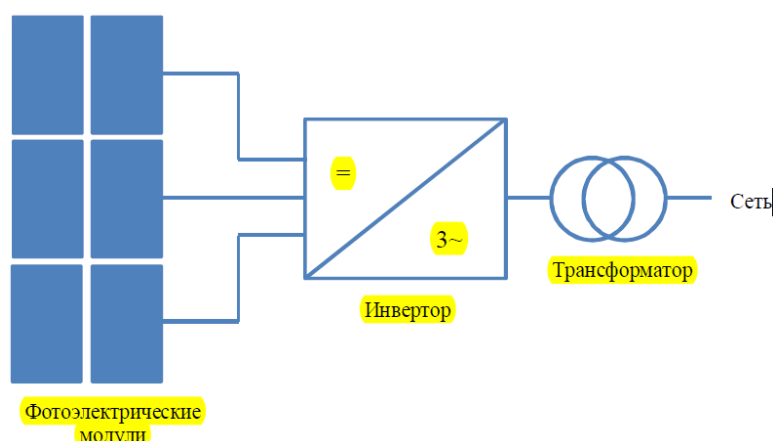 =
3~
Сеть
Трансформатор
Инвертор
Фотоэлектрические
модули